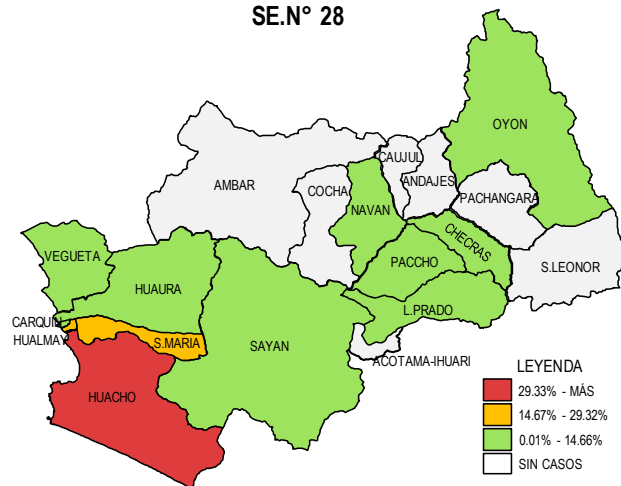 SE.N° 28
OYON
CAUJUL
AMBAR
COCHA
ANDAJES
NAVAN
PACHANGARA
CHECRAS
VEGUETA
PACCHO
S.LEONOR
HUAURA
L.PRADO
CARQUIN
HUALMAY
S.MARIA
SAYAN
ACOTAMA-IHUARI
HUACHO
LEYENDA
29.33% - MÁS
14.67% - 29.32%
0.01% - 14.66%
SIN CASOS